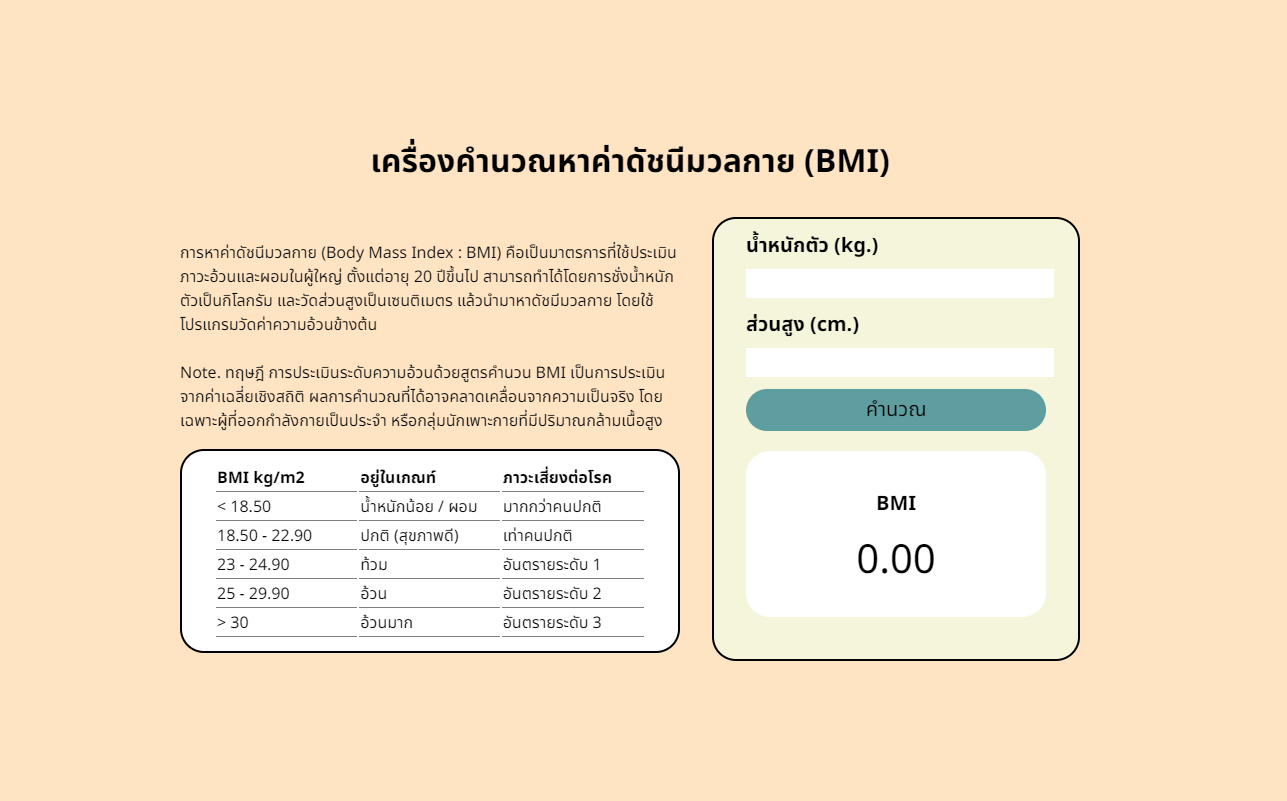 เครื่องคำนวณหาค่าดัชนีมวลกาย (BMI)
การหาค่าดัชนีมวลกาย (Body Mass Index : BMI) คือเป็นมาตรการที่ใช้ประเมิน
ภาวะอ้วนและผอมในผู้ใหญ่ ตั้งแต่อายุ 20 ปีขึ้นไป สามารถทำได้โดยการชั่งน้ำหนัก
ตัวเป็นกิโลกรัม และวัดส่วนสูงเป็นเซนติเมตร แล้วนำมาหาดัชมีมวลกาย โดยใช้
โปรแกรมวัดค่าความอ้วนข้างต้น
Note. ทฤษฎี การประเมินระดับความอ้วนด้วยสูตรคำนวน BMI เป็นการประเมิน
จากค่าเฉลี่ยเชิงสถิติ ผลการคำนวณที่ได้อาจคลาดเคลื่อนจากความเป็นจริง โดย
เฉพาะผู้ที่ออกกำลังกายเป็นประจำ หรือกลุ่มนักเพาะกายที่มีปริมาณกล้ามเนื้อสูง
BMI kg/m2 อยู่ในเกณท์ ภาวะเสี่ยงต่อโรค
< 18.50 น้ำหนักน้อย / ผอม มากกว่าคนปกติ
18.50 - 22.90 ปกติ (สุขภาพดี) เท่าคนปกติ
23 - 24.90 ท้วม อันตรายระดับ 1
25 - 29.90 อ้วน อันตรายระดับ 2
> 30 อ้วนมาก อันตรายระดับ 3
น้ำหนักตัว (kg.)
ส่วนสูง (cm.)
คำนวณ
BMI
0.00